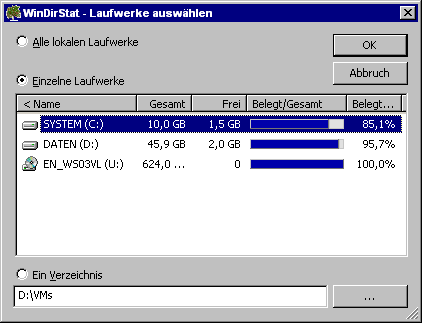 WinDirStat - Laufwerke auswählen
Alle lokalen Laufwerke
OK
Abbruch
Einzelne Laufwerke
< Name Gesamt Frei Belegt/Gesamt Belegt...
SYSTEM (C:) 10,0 GB 1,5 GB 85,1%
DATEN (D:) 45,9 GB 2,0 GB 95,7%
EN_WS03VL (U:) 624,0 ... 0 100,0%
Ein Verzeichnis
D:\VMs ...